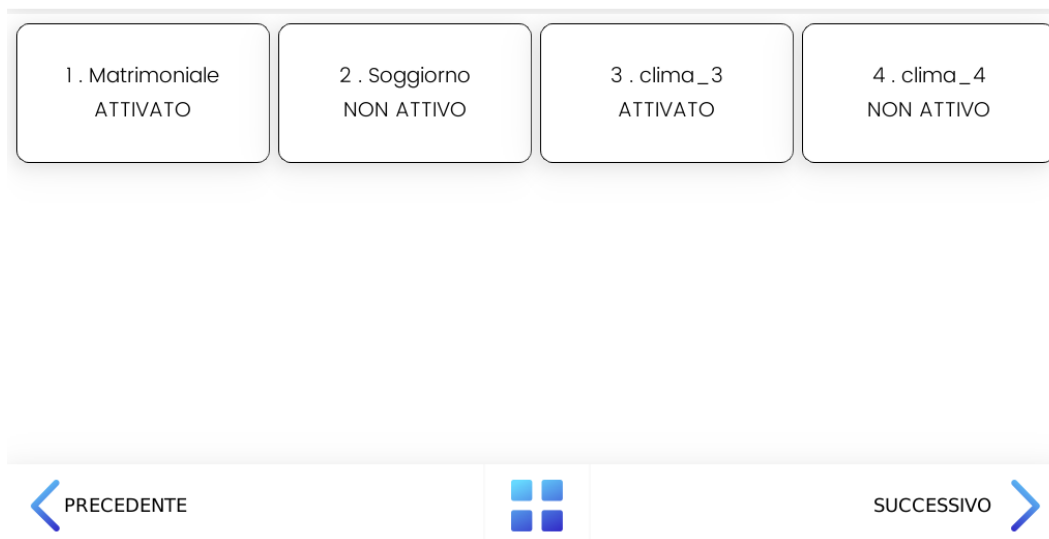 1 . Matrimoniale
ATTIVATO
2 . Soggiorno
NON ATTIVO
3 . clima_3
ATTIVATO
4 . clima_4
NON ATTIVO
PRECEDENTE
SUCCESSIVO